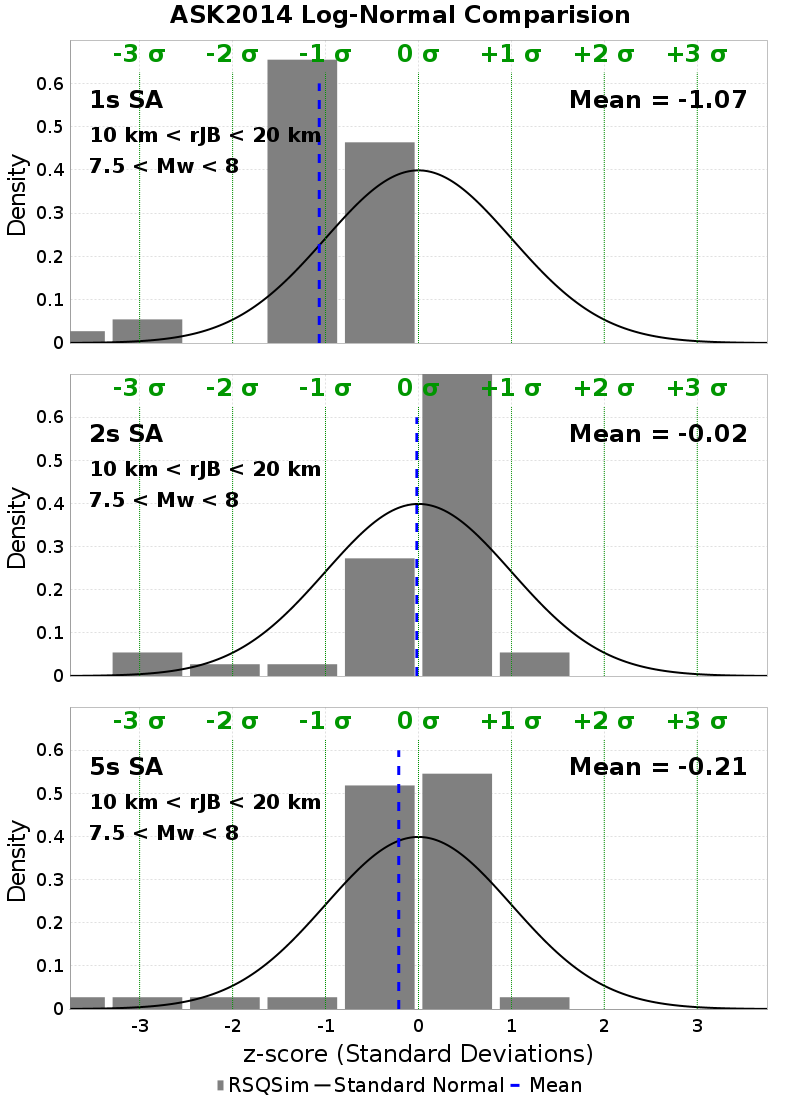 ASK2014 Log-Normal Comparision
-3 σ -2 σ -1 σ 0 σ +1 σ +2 σ +3 σ
0.6
1s SA Mean = -1.07
0.5
10 km < rJB < 20 km
7.5 < Mw < 8
0.4
0.3
0.2
0.1
0
Density
-3 σ -2 σ -1 σ 0 σ +1 σ +2 σ +3 σ
0.6
2s SA Mean = -0.02
0.5
10 km < rJB < 20 km
7.5 < Mw < 8
0.4
0.3
0.2
0.1
0
Density
-3 σ -2 σ -1 σ 0 σ +1 σ +2 σ +3 σ
0.6
5s SA Mean = -0.21
0.5
10 km < rJB < 20 km
7.5 < Mw < 8
0.4
0.3
0.2
0.1
0
Density
-3 -2 -1 0 1 2 3
z-score (Standard Deviations)
RSQSim Standard Normal Mean